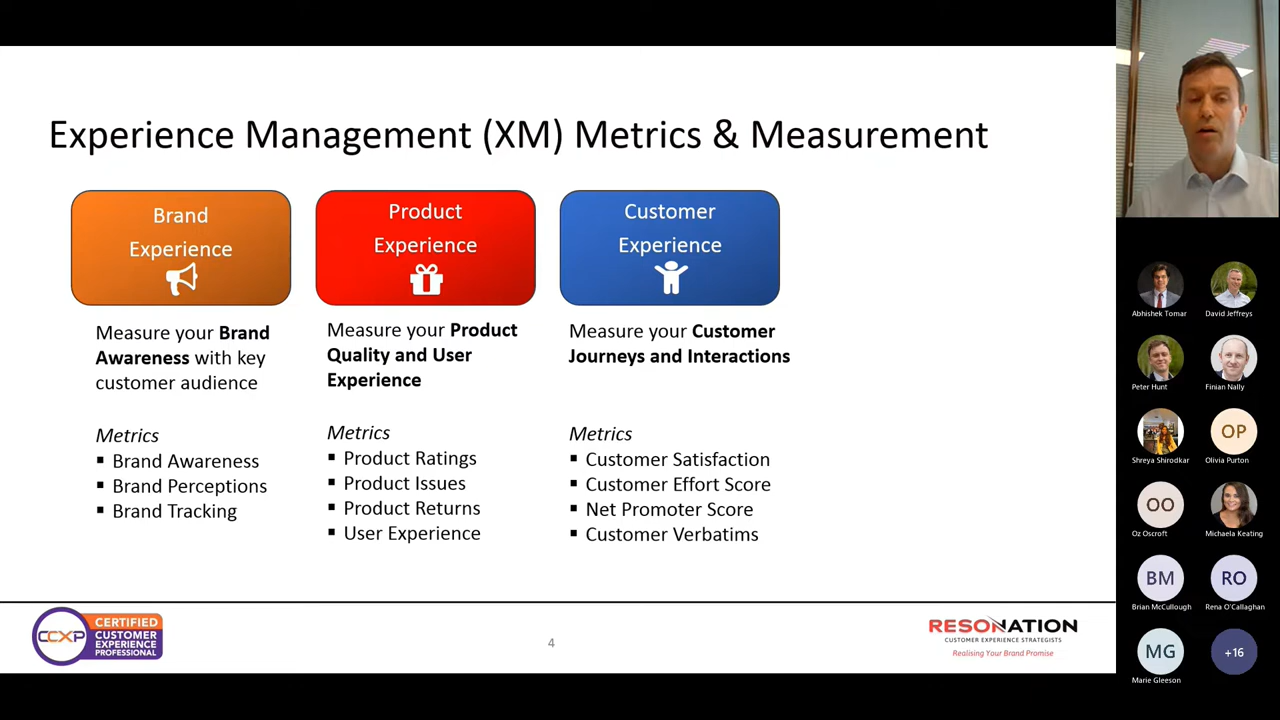 Experience Management (XM) Metrics & Measurement
Brand
Experience
Measure your Brand
Awareness with key
customer audience
Metrics
▪ Brand Awareness
▪ Brand Perceptions
▪ Brand Tracking
Product
Experience
Measure your Product
Quality and User
Experience
Metrics
▪ Product Ratings
▪ Product Issues
▪ Product Returns
▪ User Experience
Customer
Experience
Measure your Customer
Journeys and Interactions
Metrics
▪ Customer Satisfaction
▪ Customer Effort Score
▪ Net Promoter Score
▪ Customer Verbatims
CCXP
CERTIFIED
CUSTOMER
EXPERIENCE
PROFESSIONAL
4
RESONATION
CUSTOMER EXPERIENCE STRATEGISTS
Realising Your Brand Promise
Abhishek Tomar
David Jeffreys
Peter Hunt
Finian Nally
Shreya Shirodkar
OP
Olivia Purton
OO
Oz Oscroft
Michaela Keating
BM
Brian McCullough
RO
Rena O'Callaghan
MG
Marie Gleeson
+16